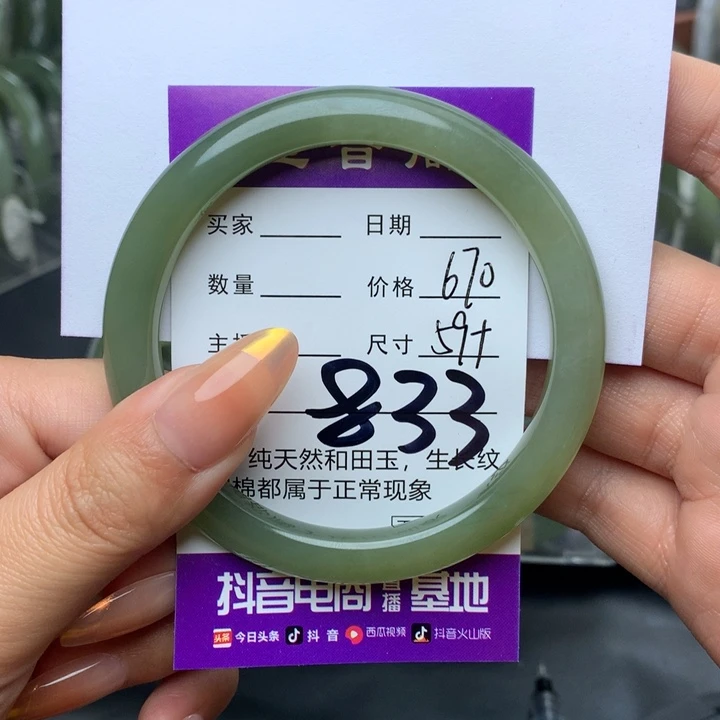 买家 日期
数量 价格 670
尺寸 59+
833
纯天然和田玉，生长纹
棉都属于正常现象
抖音电商直播基地
头条 今日头条 抖音 西瓜视频 抖音火山版